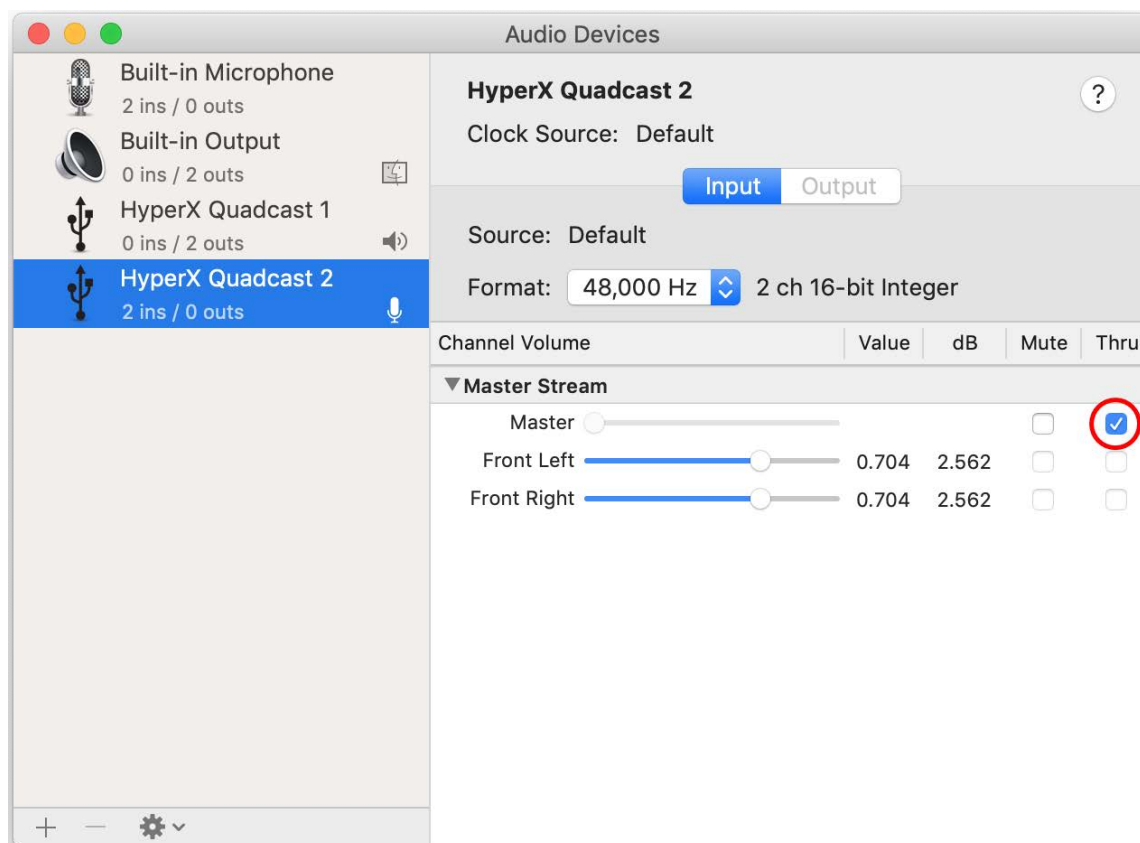 Audio Devices
Built-in Microphone
2 ins / 0 outs
Built-in Output
0 ins / 2 outs
HyperX Quadcast 1
0 ins / 2 outs
HyperX Quadcast 2
2 ins / 0 outs
HyperX Quadcast 2
?
Clock Source: Default
Input Output
Source: Default
Format: 48,000 Hz 2 ch 16-bit Integer
Channel Volume Value dB Mute Thru
Master Stream
Master
Front Left 0.704 2.562
Front Right 0.704 2.562